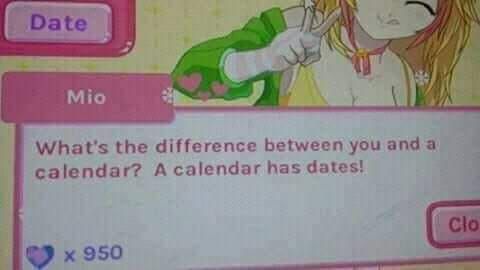 Date
Mio
What's the difference between you and a
calendar? A calendar has dates!
Clo
x 950